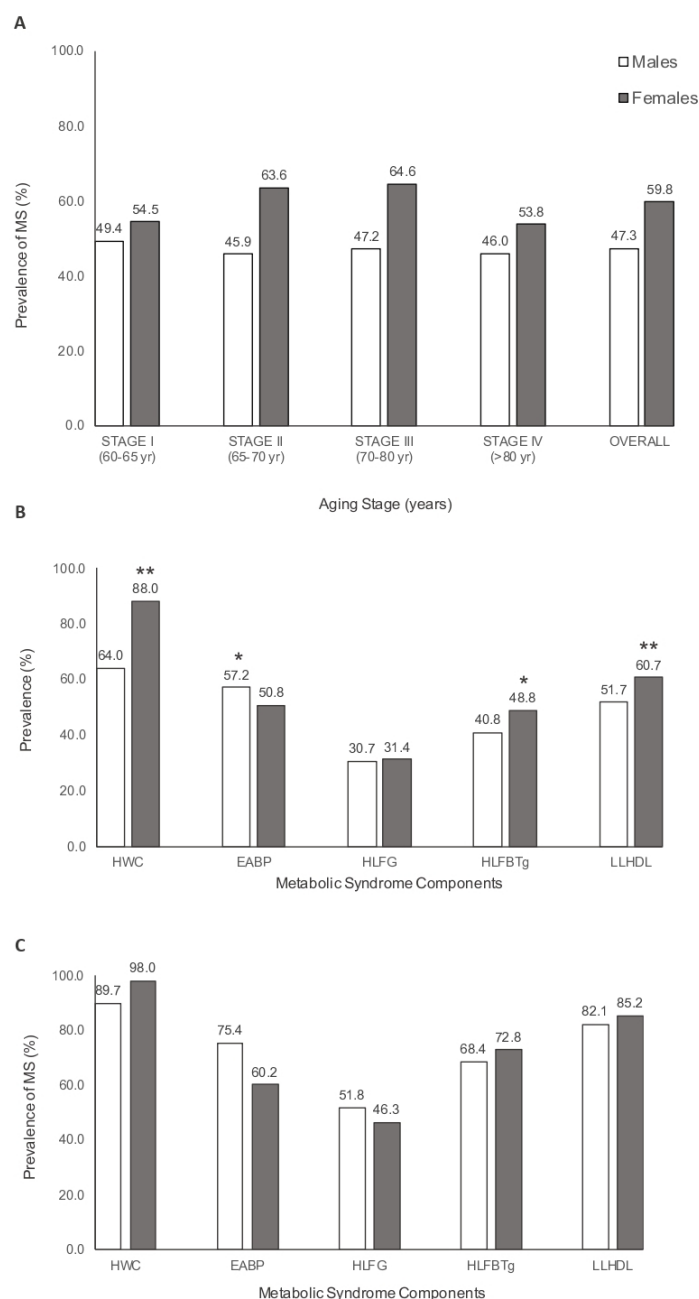 A
100.0
80.0
60.0
40.0
20.0
0.0
Prevalence of MS (%)
Males
Females
49.4 54.5 45.9 63.6 47.2 64.6 46.0 53.8 47.3 59.8
STAGE I STAGE II STAGE III STAGE IV OVERALL
(60-65 yr) (65-70 yr) (70-80 yr) (>80 yr)
Aging Stage (years)
B
100.0
80.0
60.0
40.0
20.0
0.0
Prevalence (%)
** * * **
64.0 88.0 57.2 50.8 30.7 31.4 40.8 48.8 51.7 60.7
HWC EABP HLFG HLFBTg LLHDL
Metabolic Syndrome Components
C
100.0
80.0
60.0
40.0
20.0
0.0
Prevalence of MS (%)
89.7 98.0 75.4 60.2 51.8 46.3 68.4 72.8 82.1 85.2
HWC EABP HLFG HLFBTg LLHDL
Metabolic Syndrome Components